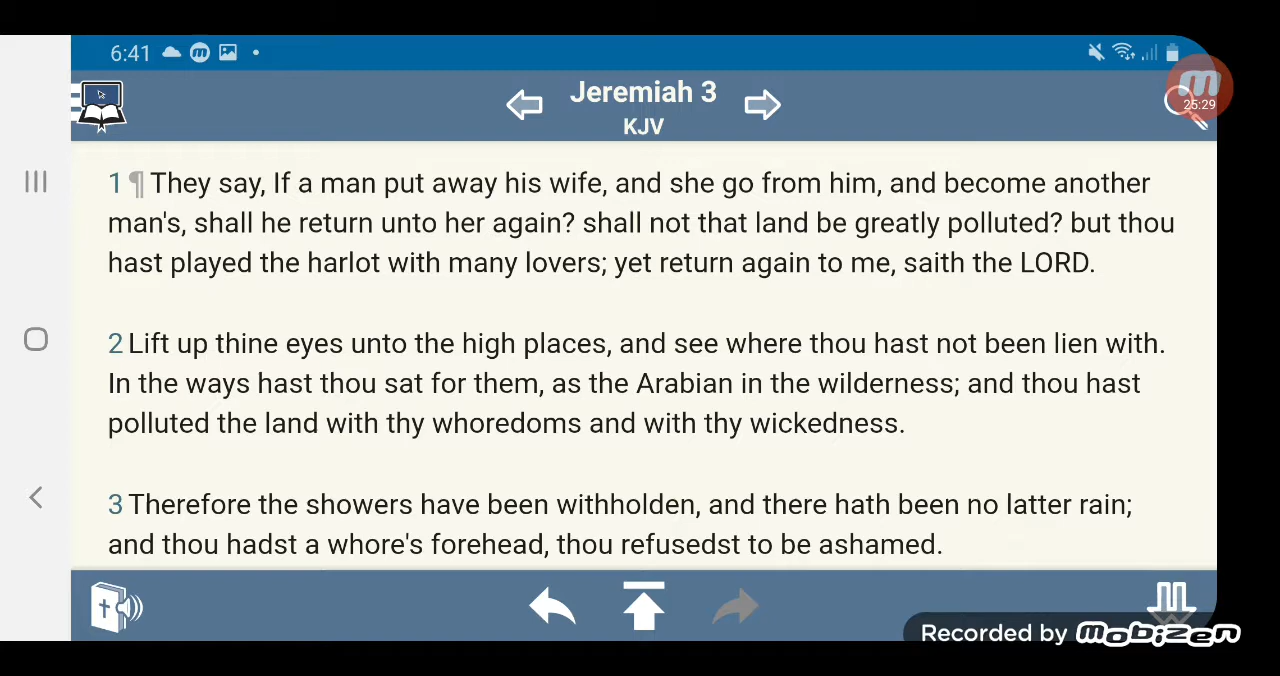 6:41
Jeremiah 3
KJV
25:29
1 ¶ They say, If a man put away his wife, and she go from him, and become another
man's, shall he return unto her again? shall not that land be greatly polluted? but thou
hast played the harlot with many lovers; yet return again to me, saith the LORD.
2 Lift up thine eyes unto the high places, and see where thou hast not been lien with.
In the ways hast thou sat for them, as the Arabian in the wilderness; and thou hast
polluted the land with thy whoredoms and with thy wickedness.
3 Therefore the showers have been withholden, and there hath been no latter rain;
and thou hadst a whore's forehead, thou refusedst to be ashamed.
Recorded by Mobizen